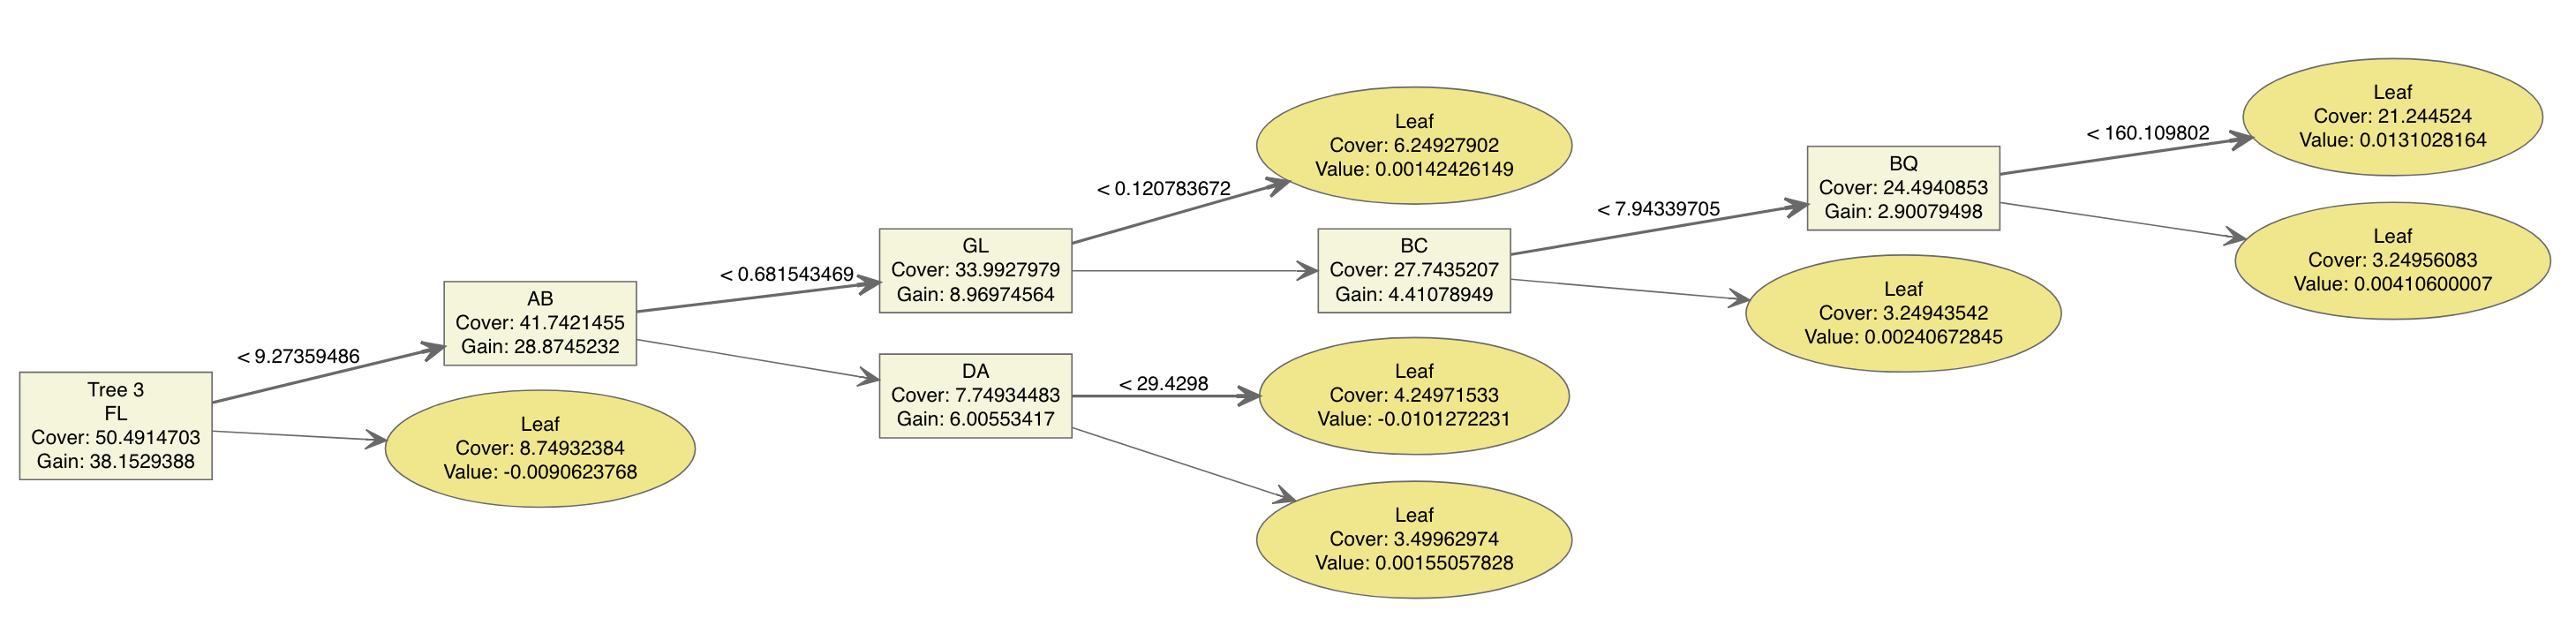 Tree 3
FL
Cover: 50.4914703
Gain: 38.1529388
< 9.27359486
AB
Cover: 41.7421455
Gain: 28.8745232
Leaf
Cover: 8.74932384
Value: -0.0090623768
< 0.681543469
GL
Cover: 33.9927979
Gain: 8.96974564
DA
Cover: 7.74934483
Gain: 6.00553417
< 0.120783672
Leaf
Cover: 6.24927902
Value: 0.00142426149
BC
Cover: 27.7435207
Gain: 4.41078949
< 29.4298
Leaf
Cover: 4.24971533
Value: -0.0101272231
Leaf
Cover: 3.49962974
Value: 0.00155057828
< 7.94339705
BQ
Cover: 24.4940853
Gain: 2.90079498
Leaf
Cover: 3.24943542
Value: 0.00240672845
< 160.109802
Leaf
Cover: 21.244524
Value: 0.0131028164
Leaf
Cover: 3.24956083
Value: 0.00410600007